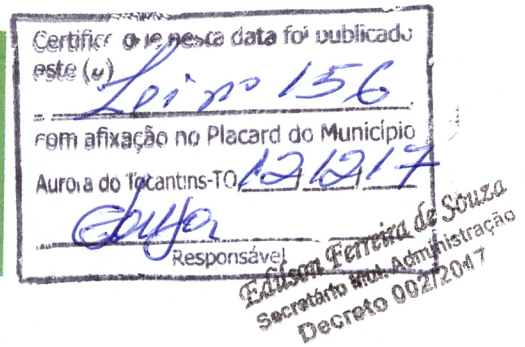 Certifico que nesta data foi publicado
este (a) Lei nº 156
com afixação no Placard do Município
Aurora do Tocantins-TO, 12/12/17
Responsável
Edilson Ferreira de Souza
Secretário Mul. Administração
Decreto 002/2017